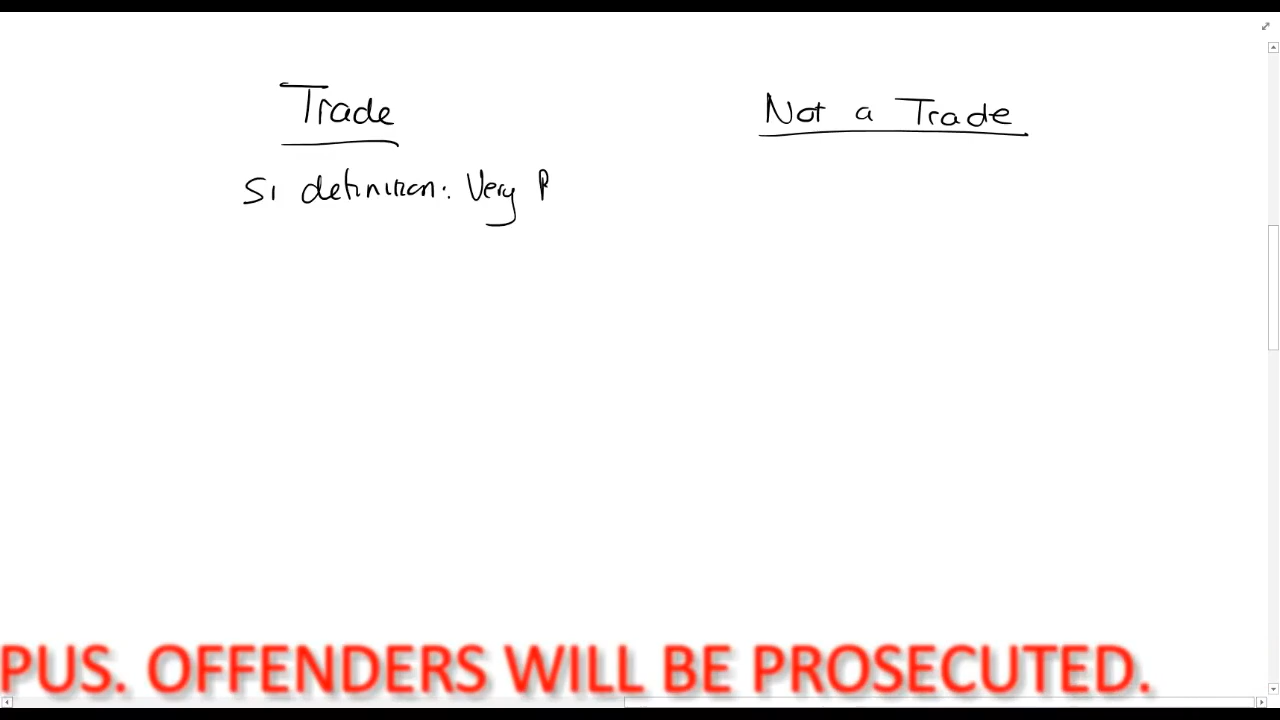 Trade
Not a Trade
S1 definition: Very
PUS. OFFENDERS WILL BE PROSECUTED.